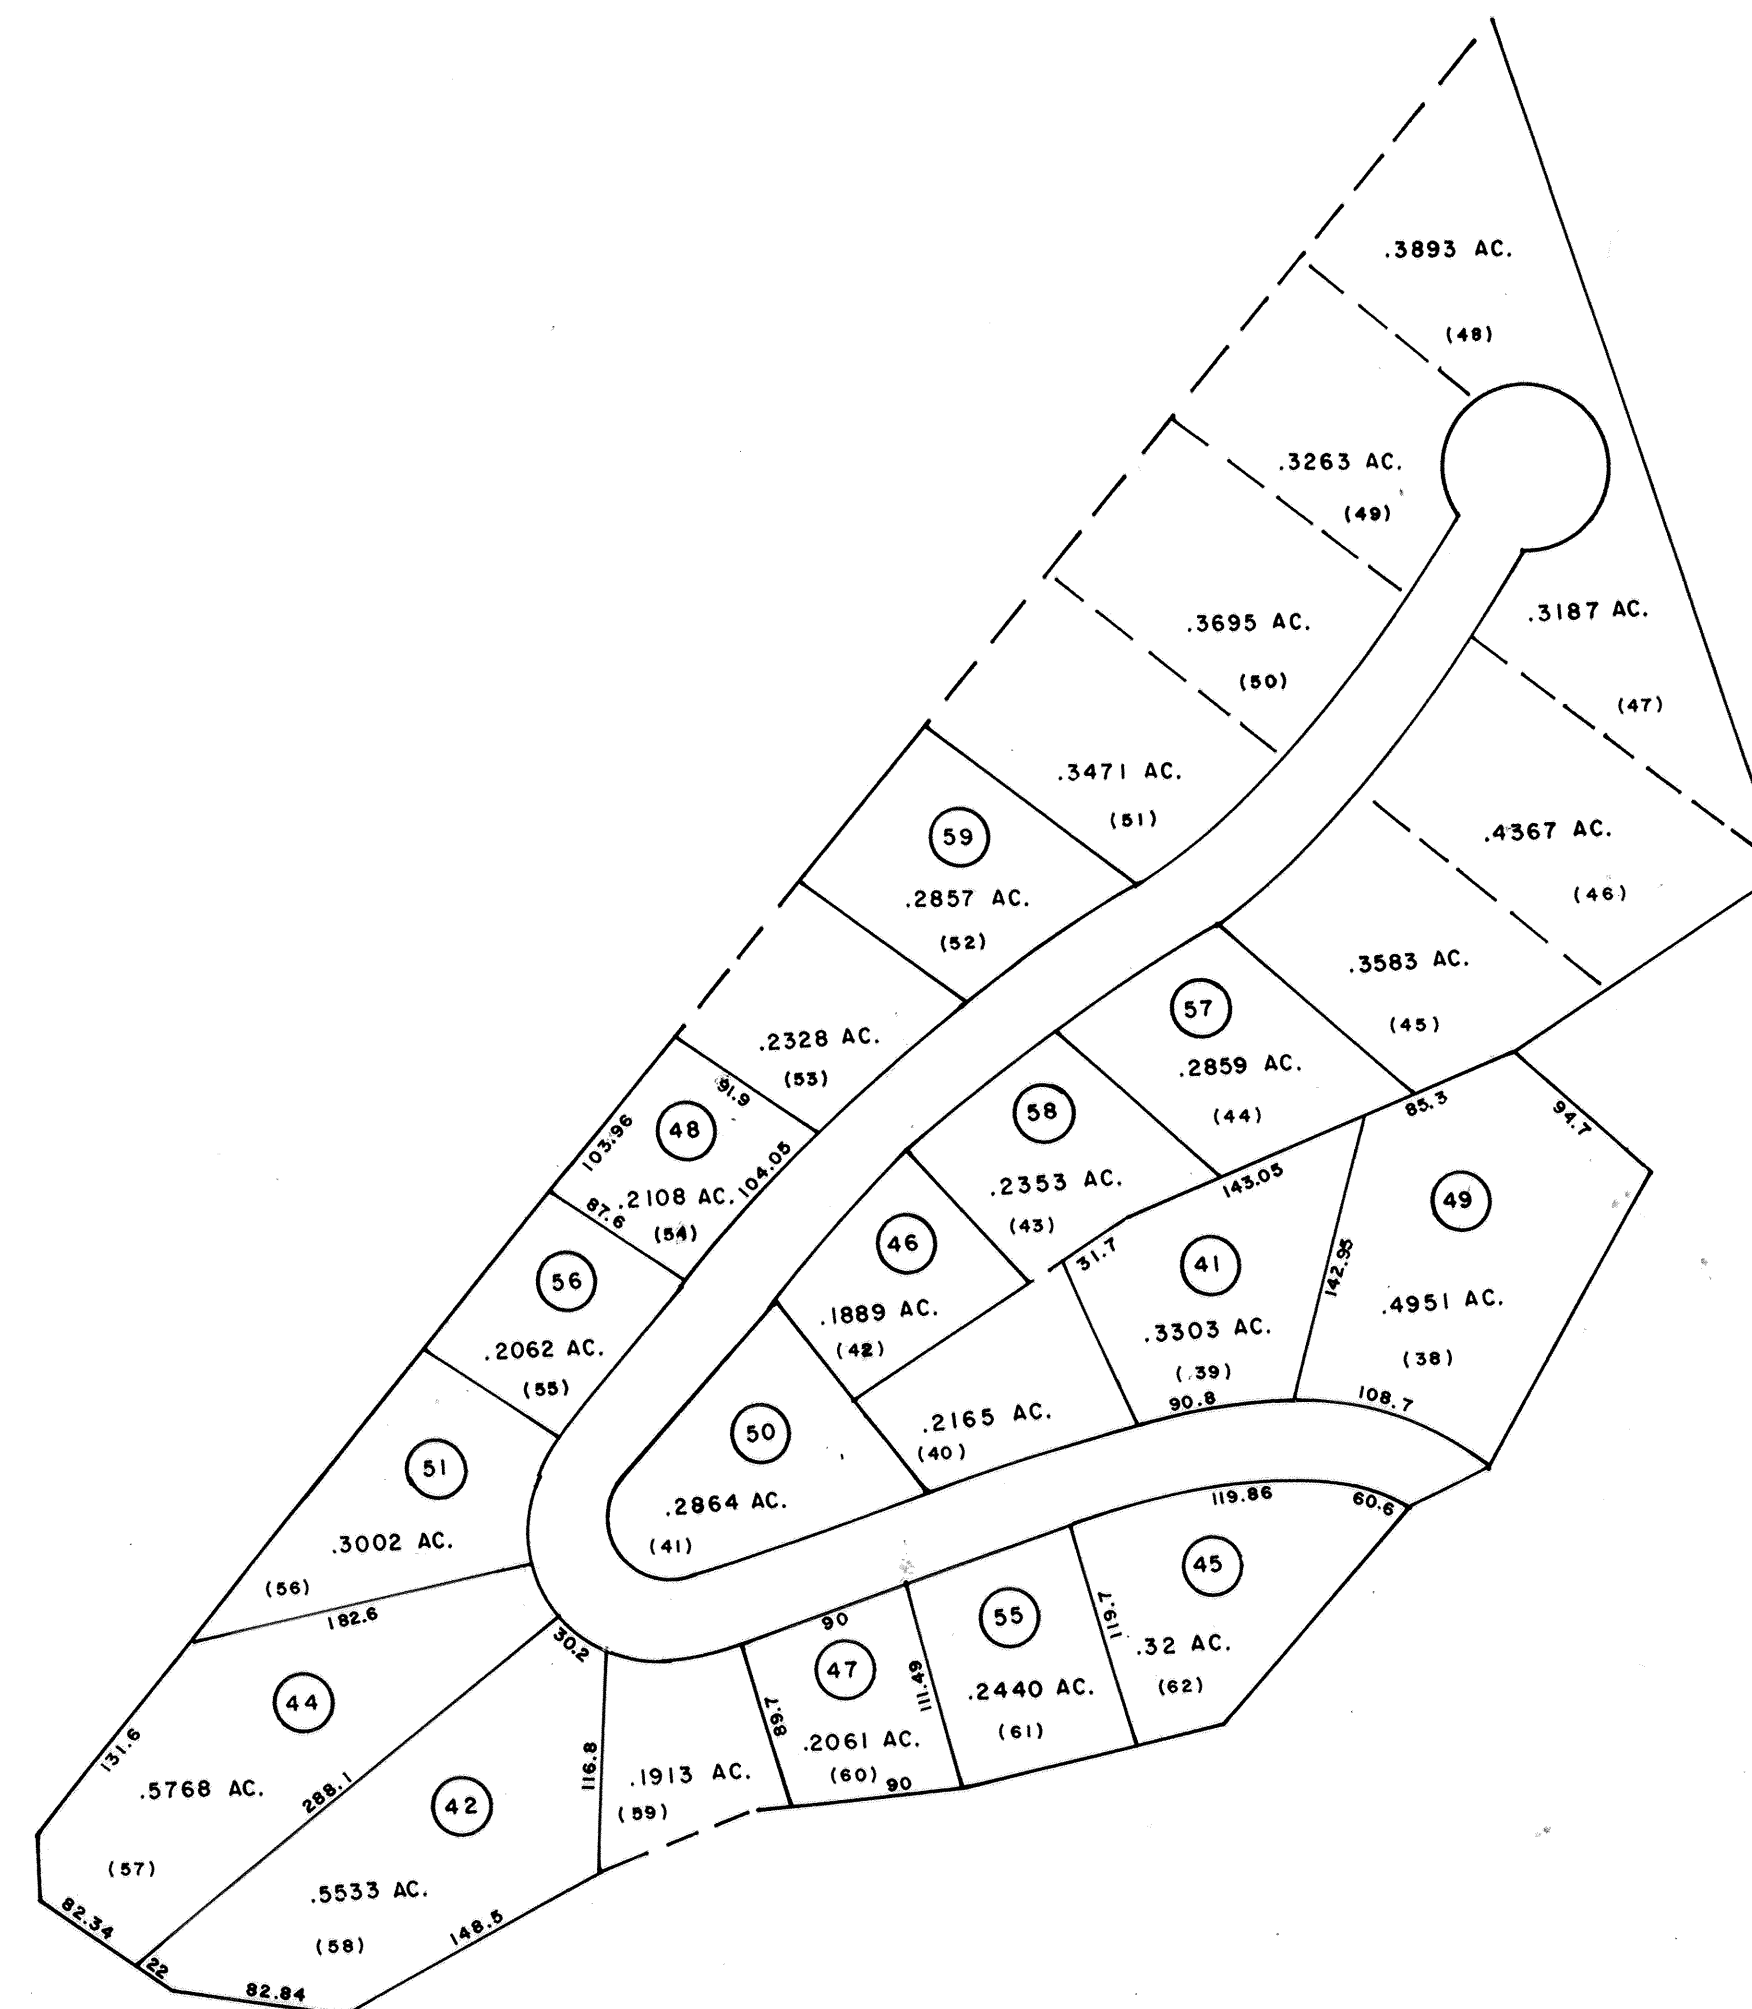 .3893 AC.
(48)
.3263 AC.
(49)
.3187 AC.
(47)
.3695 AC.
(50)
.3471 AC.
(51)
.4367 AC.
(46)
59
.2857 AC.
(52)
.3583 AC.
(45)
57
.2859 AC.
(44)
.2328 AC.
(53)
91.9
103.96
48
104.05
.2108 AC.
87.6
(54)
58
.2353 AC.
(43)
85.3
94.7
143.05
49
.4951 AC.
(38)
142.95
108.7
31.7
41
.3303 AC.
(39)
90.8
46
.1889 AC.
(42)
56
.2062 AC.
(55)
.2165 AC.
(40)
50
.2864 AC.
(41)
51
.3002 AC.
(56)
182.6
119.86
60.6
45
119.7
.32 AC.
(62)
55
.2440 AC.
(61)
111.49
90
47
89.7
.2061 AC.
(60)
90
30.2
44
131.6
.5768 AC.
(57)
288.1
116.8
.1913 AC.
(59)
42
.5533 AC.
(58)
148.5
82.34
22
82.84